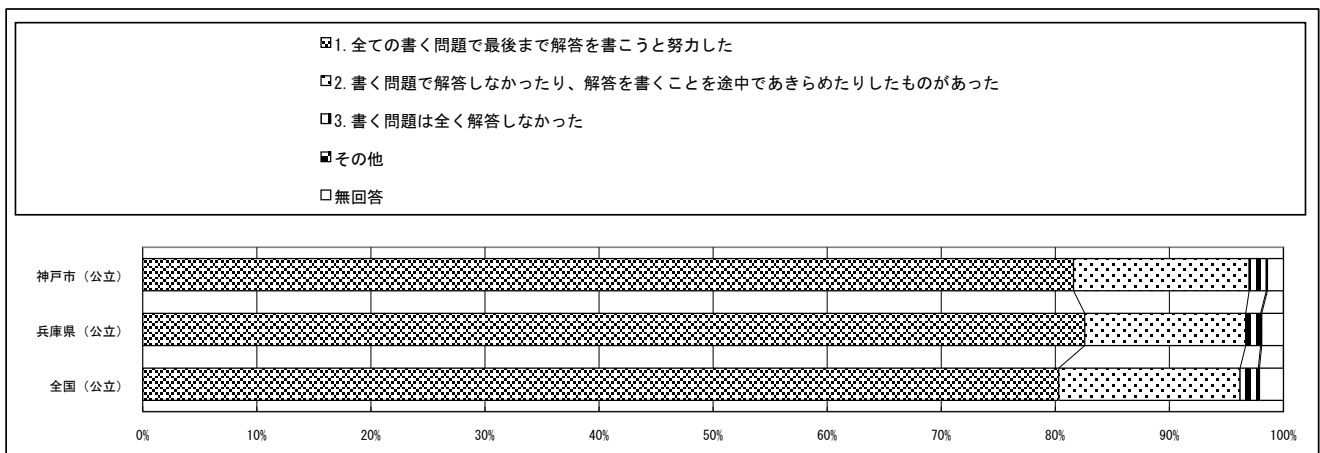 1. 全ての書く問題で最後まで解答を書こうと努力した
2. 書く問題で解答しなかったり、解答を書くことを途中であきらめたりしたものがあった
3. 書く問題は全く解答しなかった
その他
無回答
神戸市（公立）
兵庫県（公立）
全国（公立）
0% 10% 20% 30% 40% 50% 60% 70% 80% 90% 100%